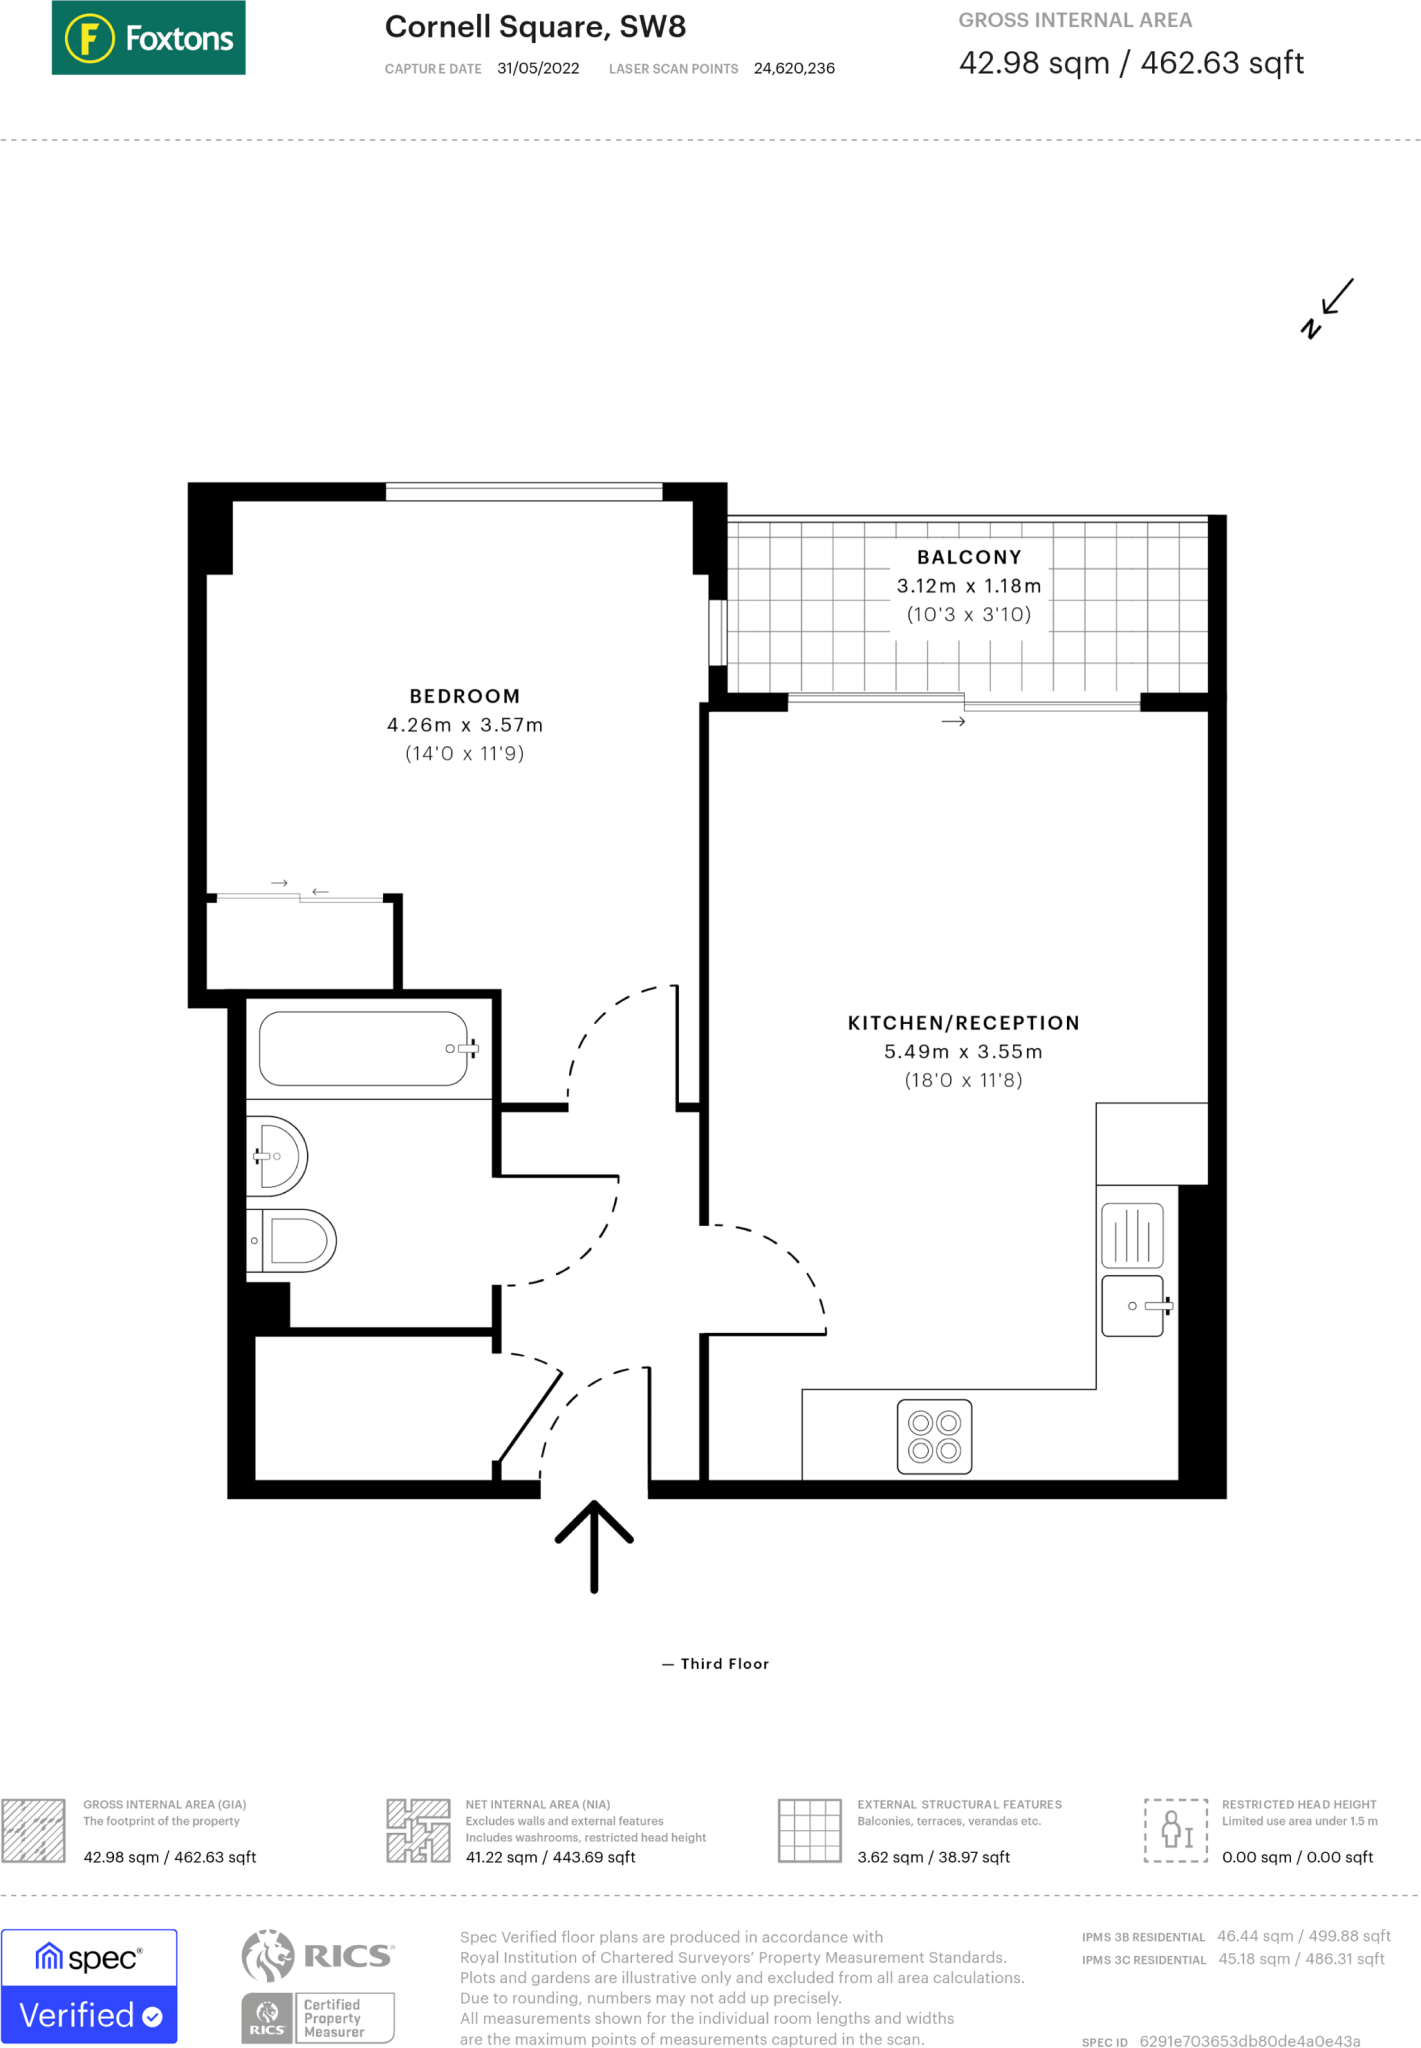 Foxtons
Cornell Square, SW8
CAPTURE DATE 31/05/2022 LASER SCAN POINTS 24,620,236
GROSS INTERNAL AREA
42.98 sqm / 462.63 sqft
N
BALCONY
3.12m x 1.18m
(10'3 x 3'10)
BEDROOM
4.26m x 3.57m
(14'0 x 11'9)
KITCHEN/RECEPTION
5.49m x 3.55m
(18'0 x 11'8)
— Third Floor
GROSS INTERNAL AREA (GIA)
The footprint of the property
42.98 sqm / 462.63 sqft
NET INTERNAL AREA (NIA)
Excludes walls and external features
Includes washrooms, restricted head height
41.22 sqm / 443.69 sqft
EXTERNAL STRUCTURAL FEATURES
Balconies, terraces, verandas etc.
3.62 sqm / 38.97 sqft
RESTRICTED HEAD HEIGHT
Limited use area under 1.5 m
0.00 sqm / 0.00 sqft
spec®
Verified
RICS®
RICS
Certified
Property
Measurer
Spec Verified floor plans are produced in accordance with
Royal Institution of Chartered Surveyors' Property Measurement Standards.
Plots and gardens are illustrative only and excluded from all area calculations.
Due to rounding, numbers may not add up precisely.
All measurements shown for the individual room lengths and widths
are the maximum points of measurements captured in the scan.
IPMS 3B RESIDENTIAL 46.44 sqm / 499.88 sqft
IPMS 3C RESIDENTIAL 45.18 sqm / 486.31 sqft
SPEC ID 6291e703653db80de4a0e43a